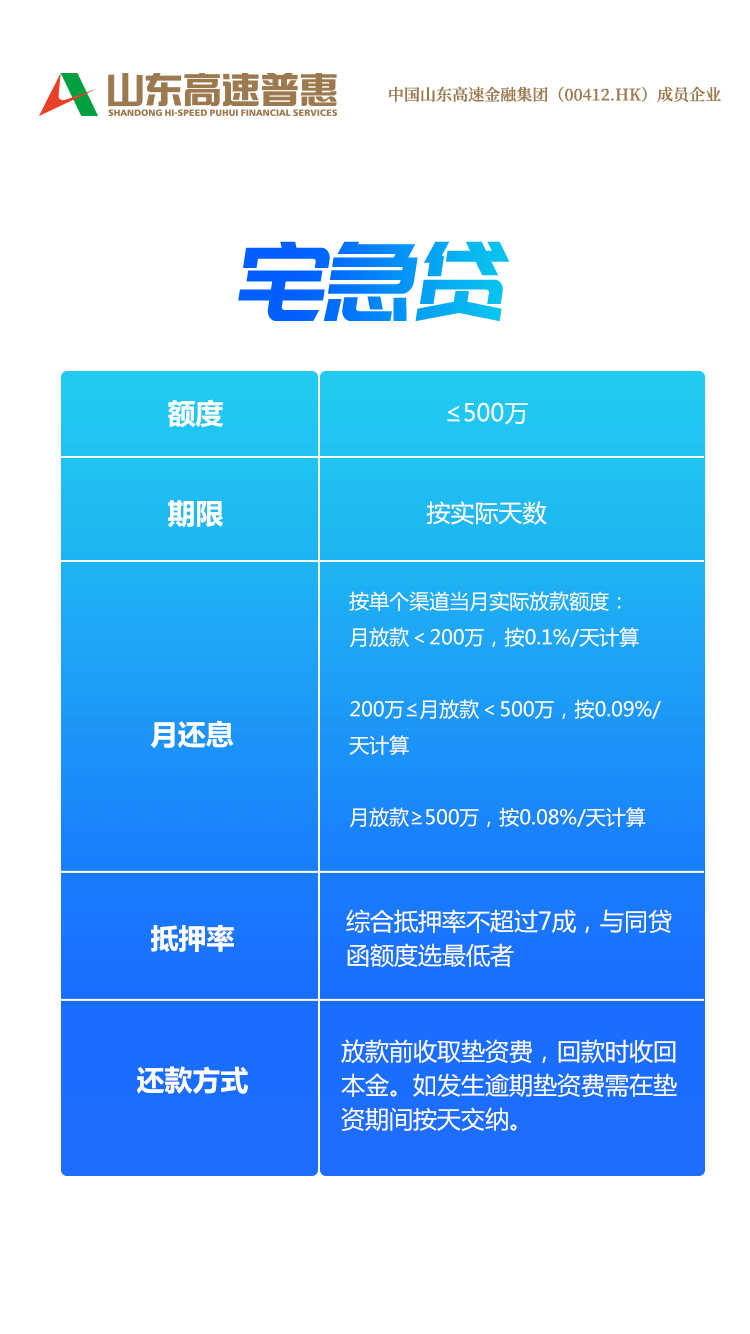 山东高速普惠
SHANDONG HI-SPEED PUHUI FINANCIAL SERVICES
中国山东高速金融集团（00412.HK）成员企业
宅急贷
额度
≤500万
期限
按实际天数
月还息
按单个渠道当月实际放款额度：
月放款＜200万，按0.1%/天计算
200万≤月放款＜500万，按0.09%/
天计算
月放款≥500万，按0.08%/天计算
抵押率
综合抵押率不超过7成，与同贷
函额度选最低者
还款方式
放款前收取垫资费，回款时收回
本金。如发生逾期垫资费需在垫
资期间按天交纳。